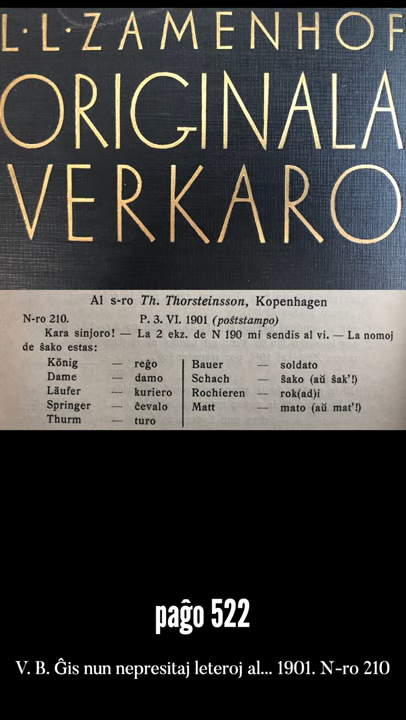 L·L·ZAMENHOF
ORIGINALA
VERKARO
Al s-ro Th. Thorsteinsson, Kopenhagen
N-ro 210. P. 3. VI. 1901 (poŝtstampo)
Kara sinjoro! — La 2 ekz. de N 190 mi sendis al vi. — La nomoj
de ŝako estas:
König — reĝo
Dame — damo
Läufer — kuriero
Springer — ĉevalo
Thurm — turo
Bauer — soldato
Schach — ŝako (aŭ ŝak'!)
Rochieren — rok(ad)i
Matt — mato (aŭ mat'!)
paĝo 522
V. B. Ĝis nun nepresitaj leteroj al... 1901. N-ro 210